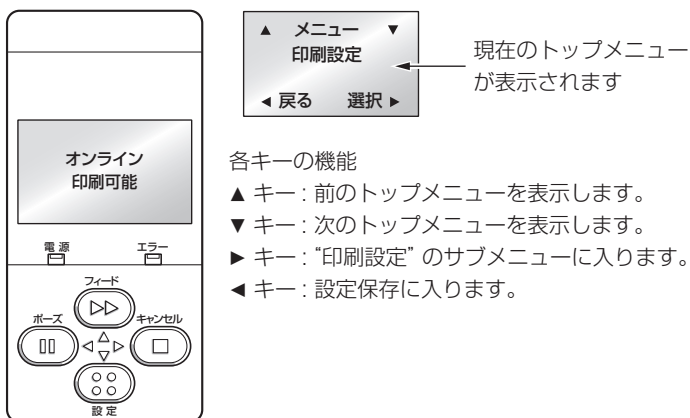 ▲ メニュー ▼
印刷設定
◀ 戻る 選択 ▶
現在のトップメニュー
が表示されます
オンライン
印刷可能
電源 エラー
フィード
ポーズ キャンセル
設定
各キーの機能
▲ キー : 前のトップメニューを表示します。
▼ キー : 次のトップメニューを表示します。
▶ キー : “印刷設定” のサブメニューに入ります。
◀ キー : 設定保存に入ります。